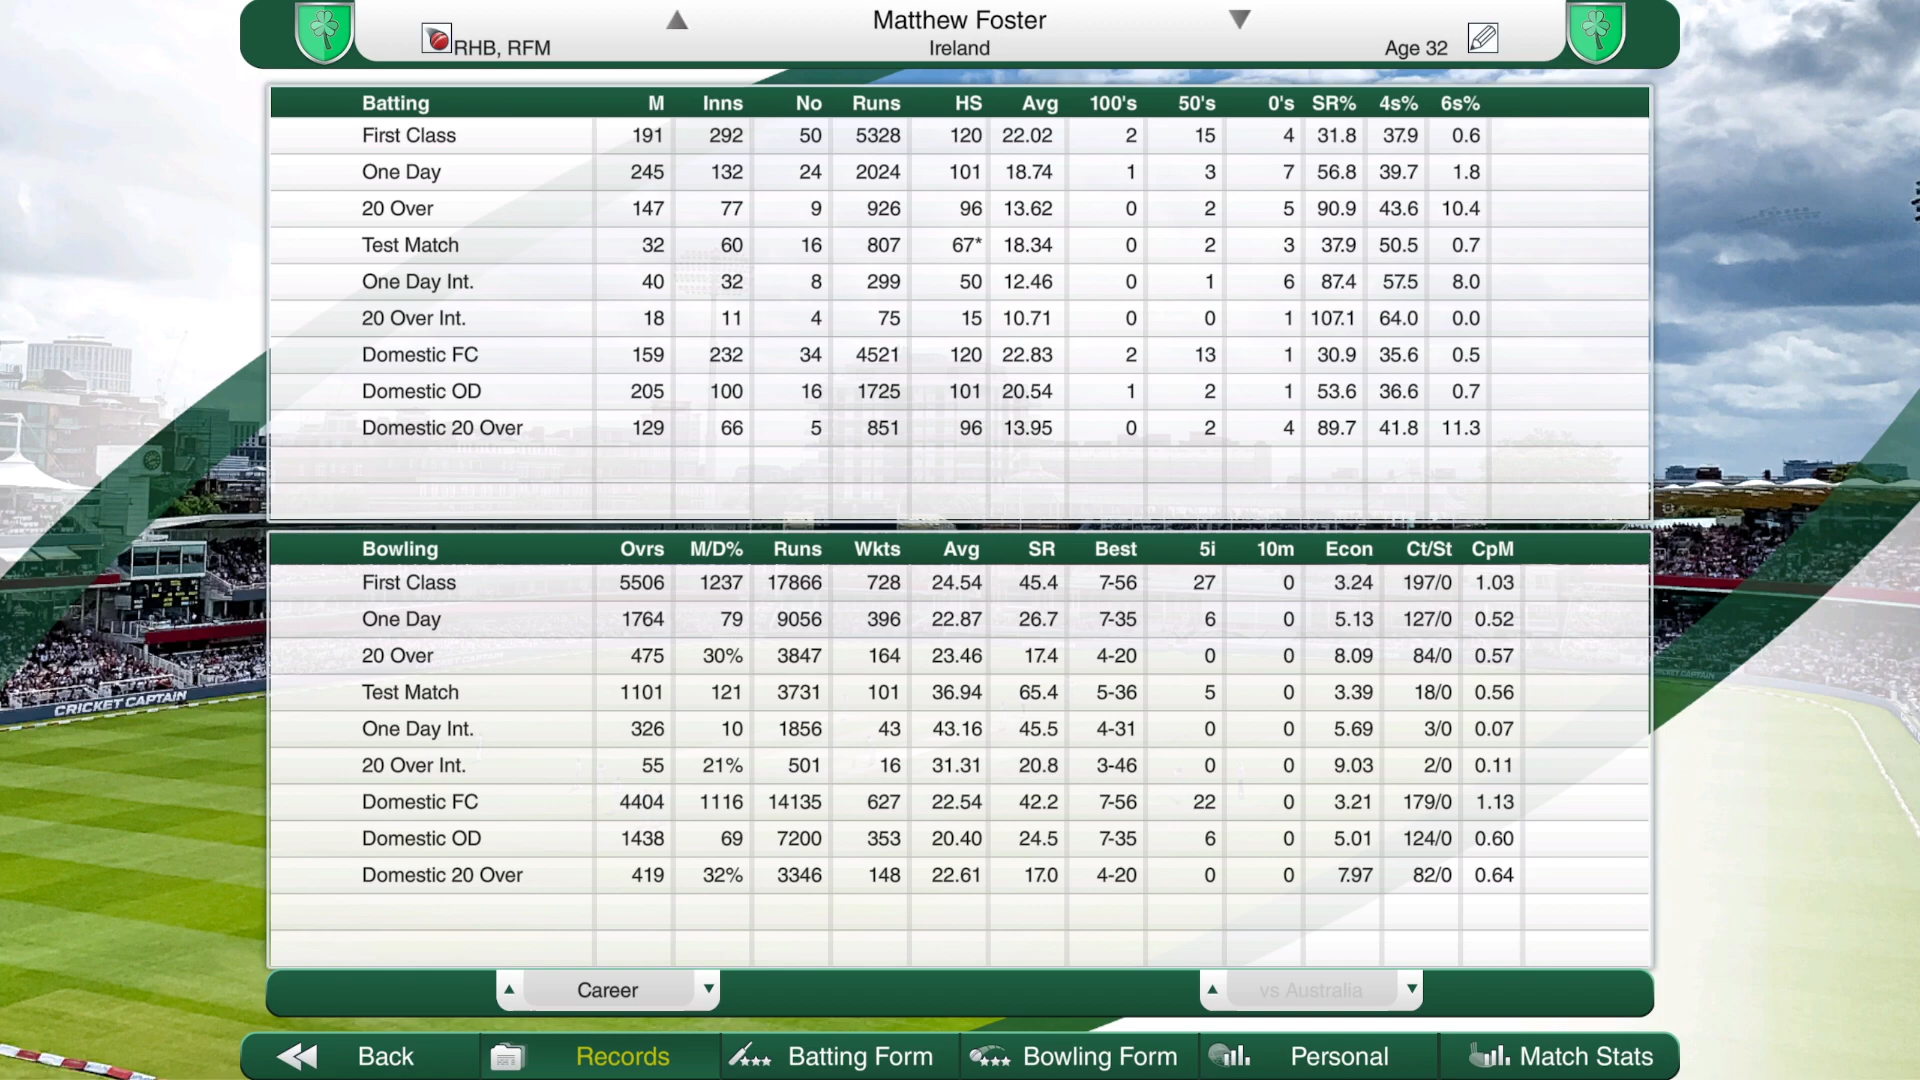 Matthew Foster
RHB, RFM Ireland Age 32
Batting M Inns No Runs HS Avg 100's 50's 0's SR% 4s% 6s%
First Class 191 292 50 5328 120 22.02 2 15 4 31.8 37.9 0.6
One Day 245 132 24 2024 101 18.74 1 3 7 56.8 39.7 1.8
20 Over 147 77 9 926 96 13.62 0 2 5 90.9 43.6 10.4
Test Match 32 60 16 807 67* 18.34 0 2 3 37.9 50.5 0.7
One Day Int. 40 32 8 299 50 12.46 0 1 6 87.4 57.5 8.0
20 Over Int. 18 11 4 75 15 10.71 0 0 1 107.1 64.0 0.0
Domestic FC 159 232 34 4521 120 22.83 2 13 1 30.9 35.6 0.5
Domestic OD 205 100 16 1725 101 20.54 1 2 1 53.6 36.6 0.7
Domestic 20 Over 129 66 5 851 96 13.95 0 2 4 89.7 41.8 11.3
Bowling Ovrs M/D% Runs Wkts Avg SR Best 5i 10m Econ Ct/St CpM
First Class 5506 1237 17866 728 24.54 45.4 7-56 27 0 3.24 197/0 1.03
One Day 1764 79 9056 396 22.87 26.7 7-35 6 0 5.13 127/0 0.52
20 Over 475 30% 3847 164 23.46 17.4 4-20 0 0 8.09 84/0 0.57
Test Match 1101 121 3731 101 36.94 65.4 5-36 5 0 3.39 18/0 0.56
One Day Int. 326 10 1856 43 43.16 45.5 4-31 0 0 5.69 3/0 0.07
20 Over Int. 55 21% 501 16 31.31 20.8 3-46 0 0 9.03 2/0 0.11
Domestic FC 4404 1116 14135 627 22.54 42.2 7-56 22 0 3.21 179/0 1.13
Domestic OD 1438 69 7200 353 20.40 24.5 7-35 6 0 5.01 124/0 0.60
Domestic 20 Over 419 32% 3346 148 22.61 17.0 4-20 0 0 7.97 82/0 0.64
CRICKET CAPTAIN
Career vs Australia
Back Records Batting Form Bowling Form Personal Match Stats